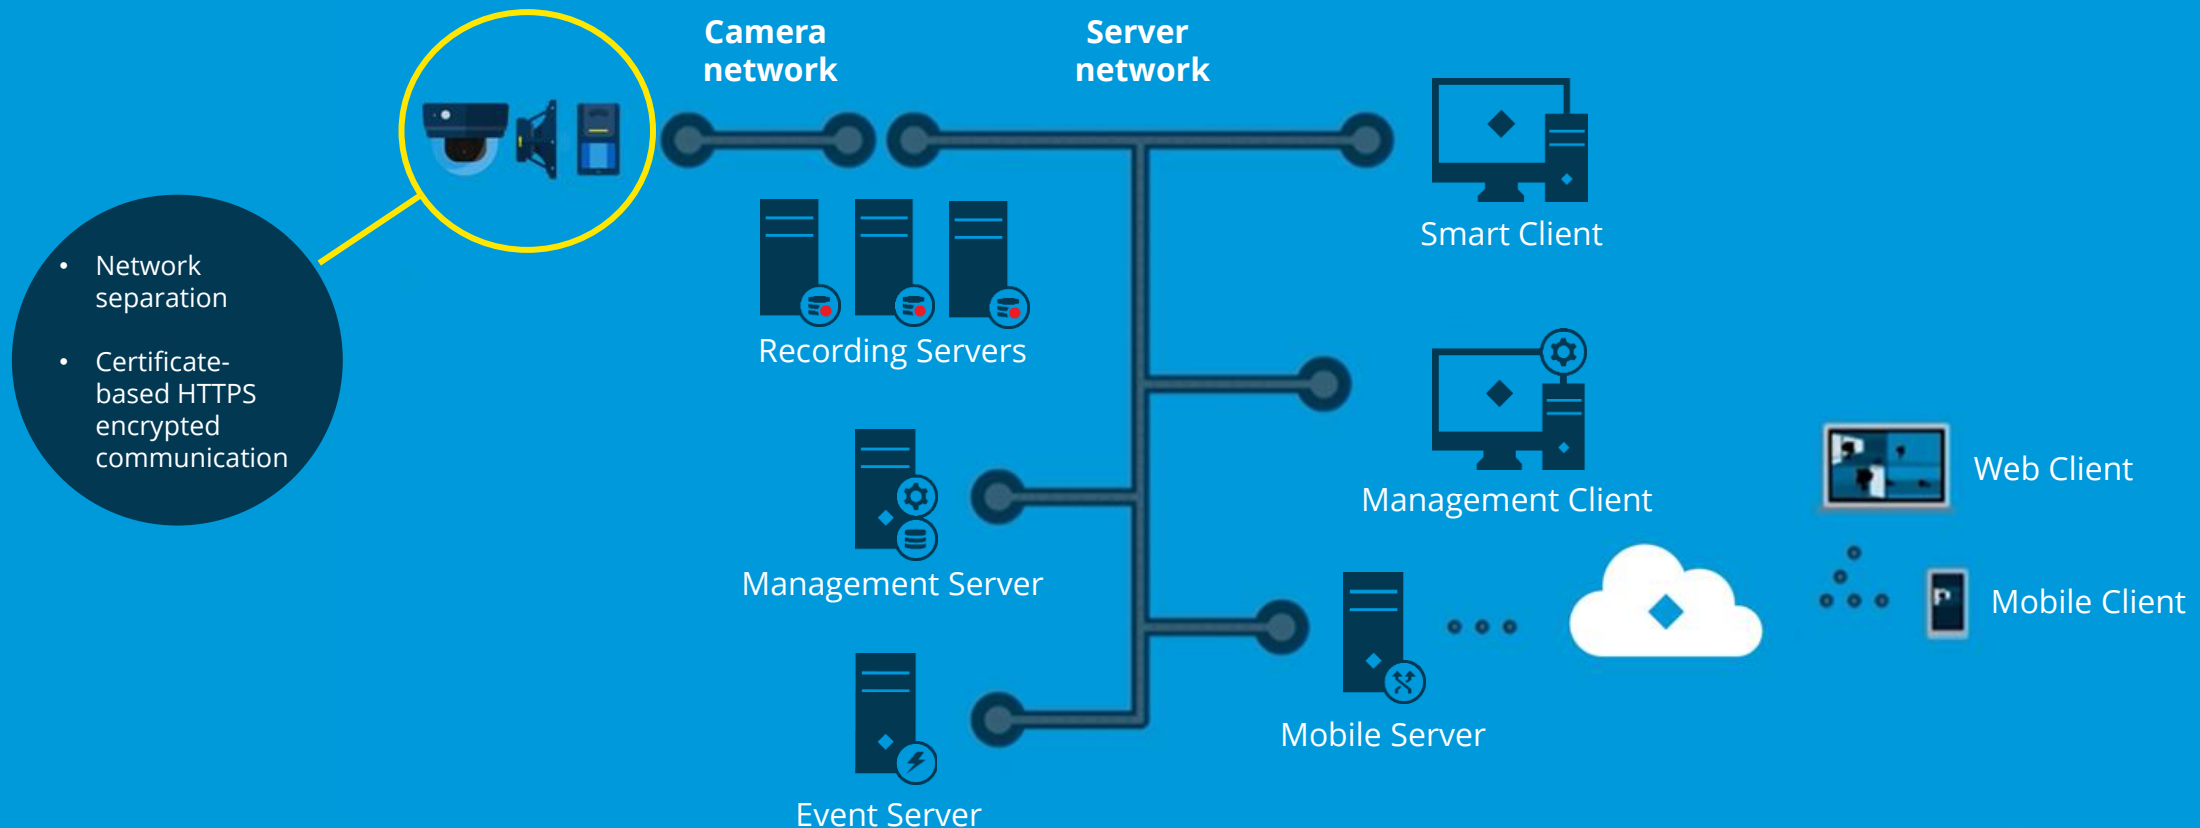 Camera
network
Server
network
• Network
separation
• Certificate-
based HTTPS
encrypted
communication
Smart Client
Recording Servers
Management Client
Web Client
Management Server
Mobile Client
Mobile Server
Event Server